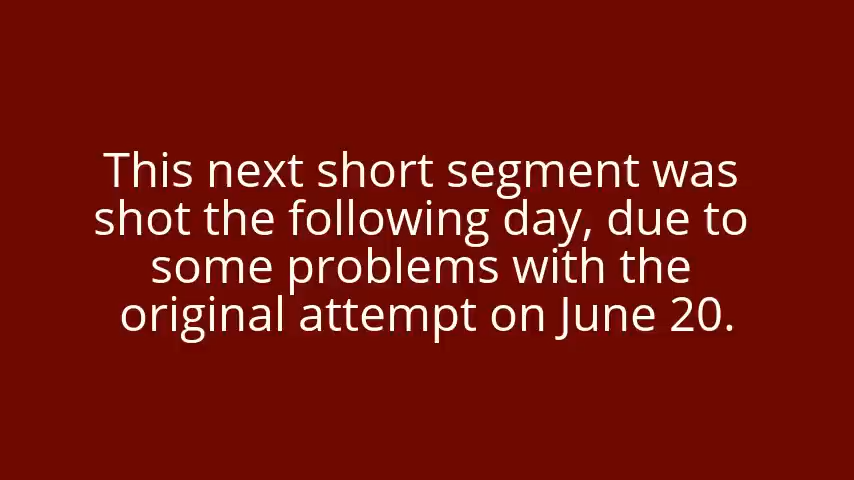 This next short segment was
shot the following day, due to
some problems with the
original attempt on June 20.